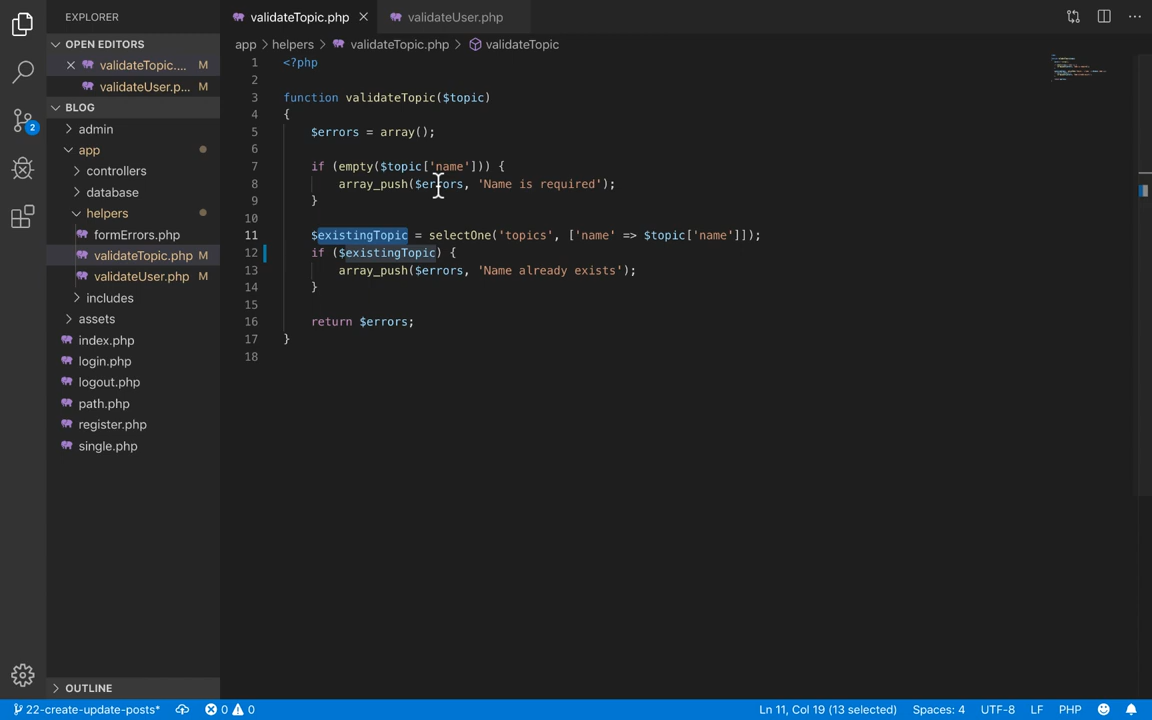 EXPLORER
OPEN EDITORS
validateTopic.... M
validateUser.p... M
BLOG
admin
app
controllers
database
helpers
formErrors.php
validateTopic.php M
validateUser.php M
includes
assets
index.php
login.php
logout.php
path.php
register.php
single.php
OUTLINE
2
validateTopic.php
validateUser.php
app > helpers > validateTopic.php > validateTopic
1 <?php
2
3 function validateTopic($topic)
4 {
5 $errors = array();
6
7 if (empty($topic['name'])) {
8 array_push($errors, 'Name is required');
9 }
10
11 $existingTopic = selectOne('topics', ['name' => $topic['name']]);
12 if ($existingTopic) {
13 array_push($errors, 'Name already exists');
14 }
15
16 return $errors;
17 }
18
22-create-update-posts* 0 0 Ln 11, Col 19 (13 selected) Spaces: 4 UTF-8 LF PHP